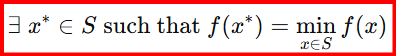 ∃ x* ∈ S such that f(x*) = min f(x)
x∈S